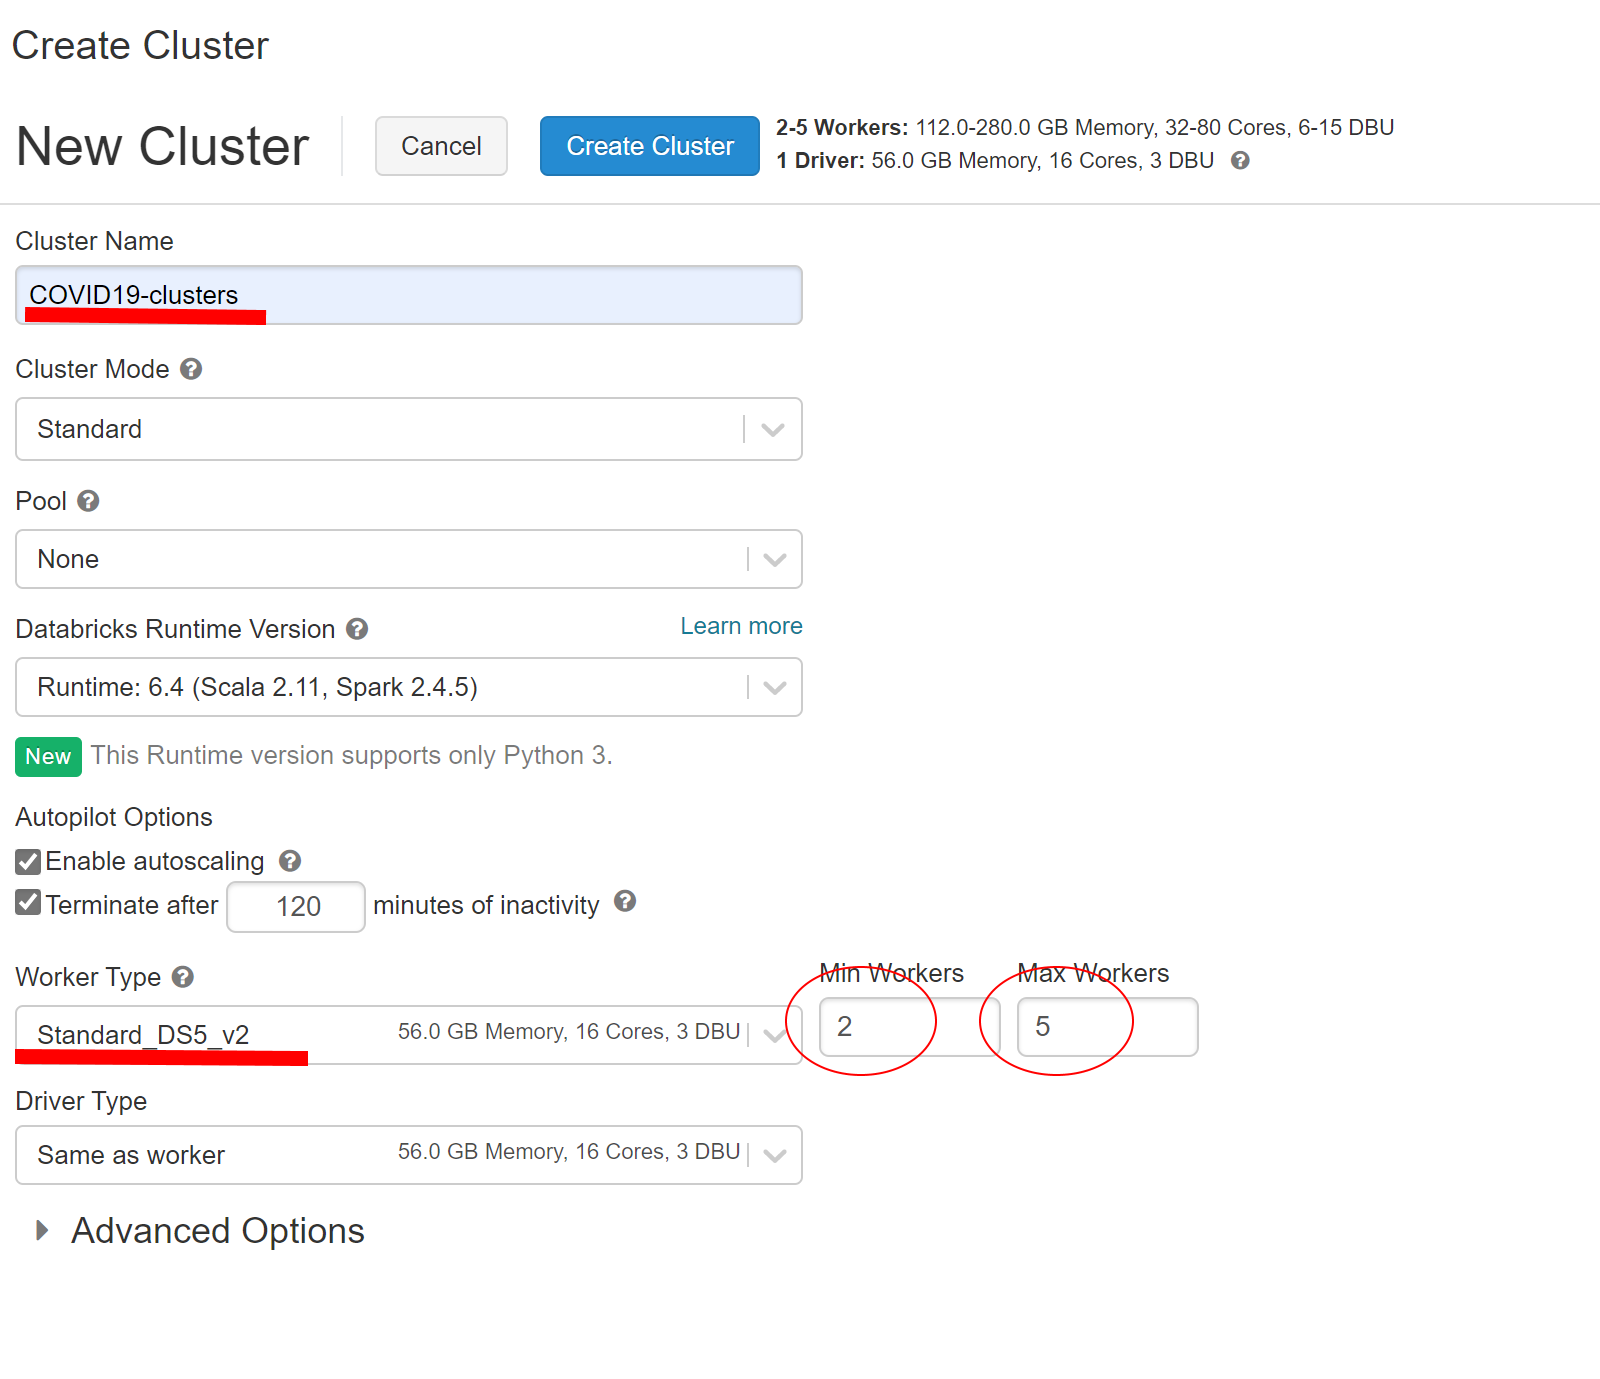 Create Cluster
New Cluster
Cancel
Create Cluster
2-5 Workers: 112.0-280.0 GB Memory, 32-80 Cores, 6-15 DBU
1 Driver: 56.0 GB Memory, 16 Cores, 3 DBU ?
Cluster Name
COVID19-clusters
Cluster Mode ?
Standard
Pool ?
None
Databricks Runtime Version ? Learn more
Runtime: 6.4 (Scala 2.11, Spark 2.4.5)
New This Runtime version supports only Python 3.
Autopilot Options
Enable autoscaling ?
Terminate after 120 minutes of inactivity ?
Worker Type ? Min Workers Max Workers
Standard_DS5_v2 56.0 GB Memory, 16 Cores, 3 DBU 2 5
Driver Type
Same as worker 56.0 GB Memory, 16 Cores, 3 DBU
Advanced Options